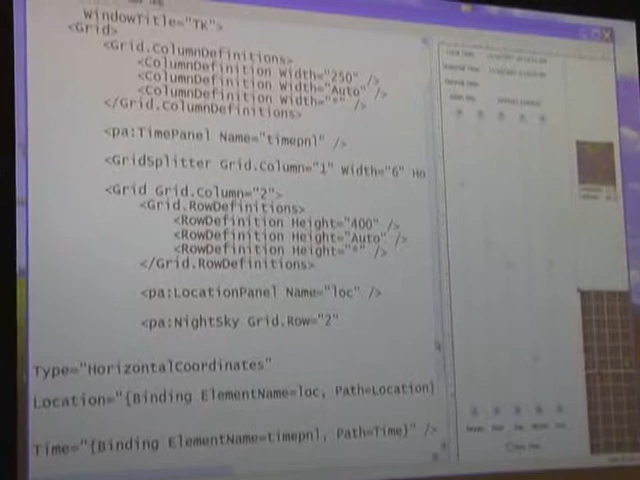 WindowTitle="TK">
<Grid>
<Grid.ColumnDefinitions>
<ColumnDefinition Width="250" />
<ColumnDefinition Width="Auto" />
<ColumnDefinition Width="*" />
</Grid.ColumnDefinitions>
<pa:TimePanel Name="timepnl" />
<GridSplitter Grid.Column="1" Width="6" Ho
<Grid Grid.Column="2">
<Grid.RowDefinitions>
<RowDefinition Height="400" />
<RowDefinition Height="Auto" />
<RowDefinition Height="*" />
</Grid.RowDefinitions>
<pa:LocationPanel Name="loc" />
<pa:NightSky Grid.Row="2"
Type="HorizontalCoordinates"
Location="{Binding ElementName=loc, Path=Location}
Time="{Binding ElementName=timepnl, Path=Time}" />